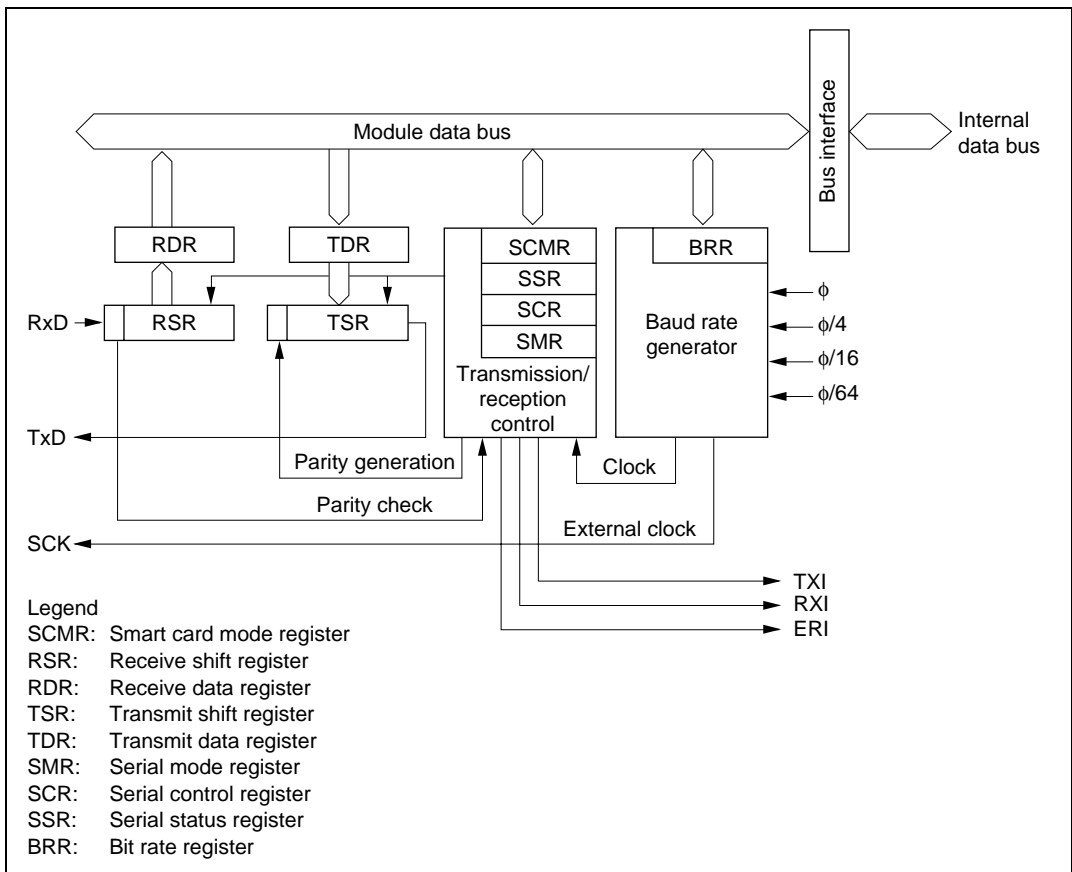 Module data bus
Bus interface
Internal
data bus
RDR
TDR
SCMR
SSR
SCR
SMR
Transmission/
reception
control
BRR
Baud rate
generator
ϕ
ϕ/4
ϕ/16
ϕ/64
RxD
RSR
TSR
TxD
Parity generation
Clock
Parity check
External clock
SCK
TXI
RXI
ERI
Legend
SCMR: Smart card mode register
RSR: Receive shift register
RDR: Receive data register
TSR: Transmit shift register
TDR: Transmit data register
SMR: Serial mode register
SCR: Serial control register
SSR: Serial status register
BRR: Bit rate register